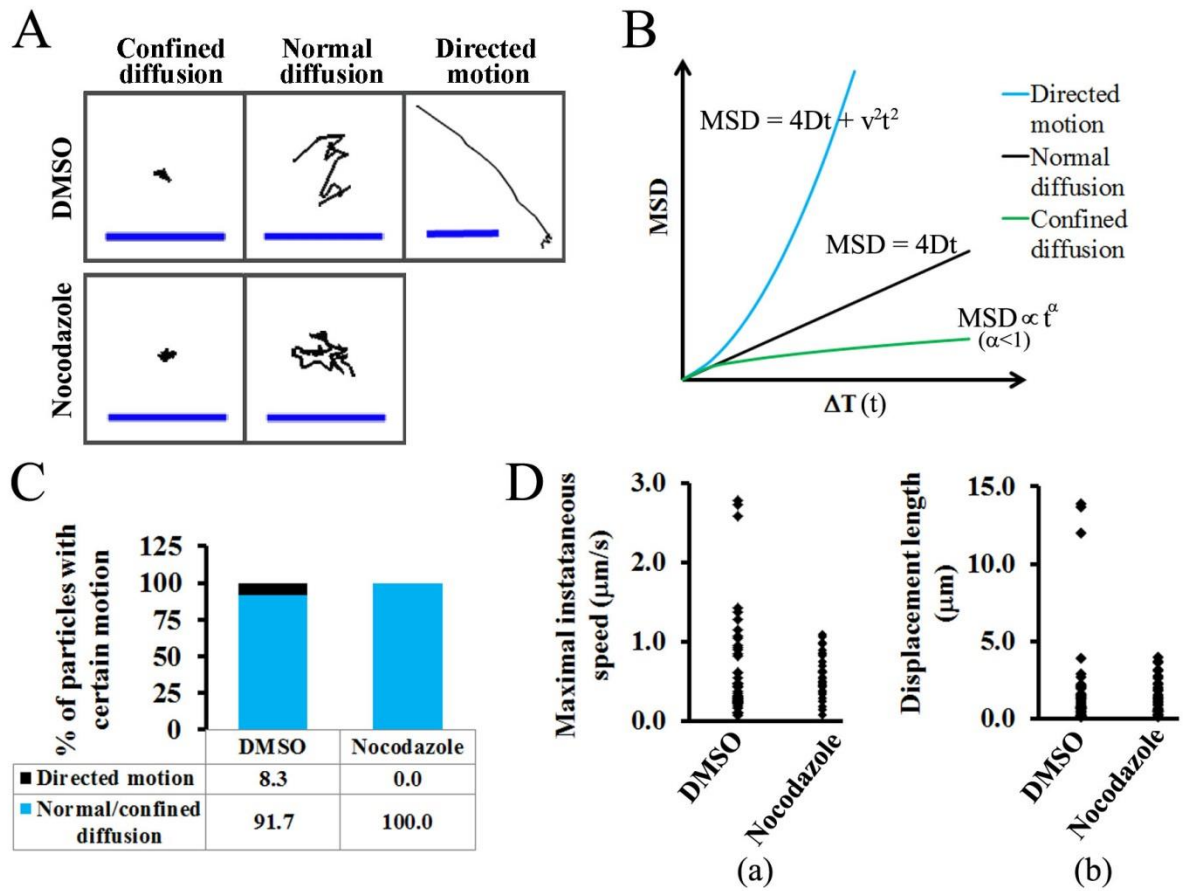 A
Confined diffusion
Normal diffusion
Directed motion
DMSO
Nocodazole
B
MSD
MSD = 4Dt + v²t²
MSD = 4Dt
MSD ∝ t^α
(α<1)
ΔT (t)
Directed motion
Normal diffusion
Confined diffusion
C
% of particles with certain motion
125
100
75
50
25
0
DMSO Nocodazole
Directed motion 8.3 0.0
Normal/confined diffusion 91.7 100.0
D
Maximal instataneous speed (μm/s)
3.0
2.0
1.0
0.0
DMSO
Nocodazole
(a)
Displacement length (μm)
15.0
10.0
5.0
0.0
DMSO
Nocodazole
(b)